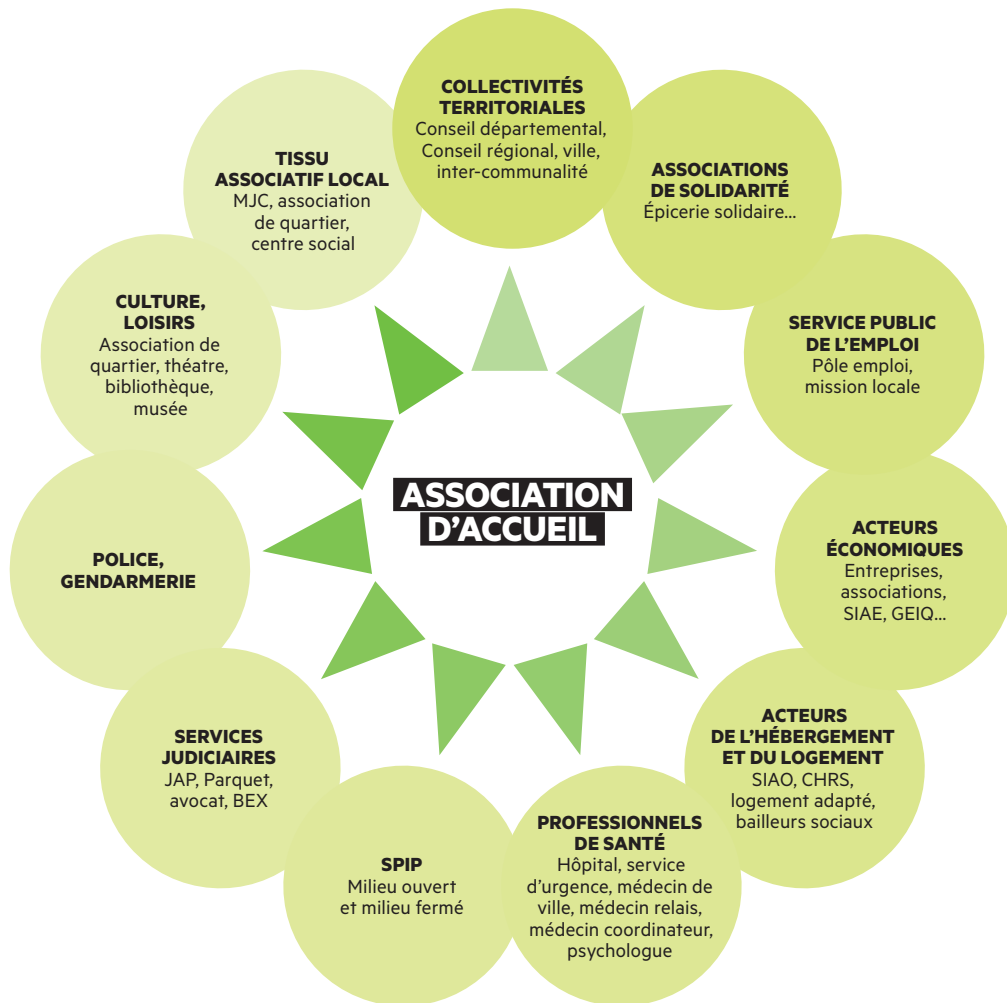 COLLECTIVITÉS
TERRITORIALES
Conseil départemental,
Conseil régional, ville,
inter-communalité
ASSOCIATIONS
DE SOLIDARITÉ
Épicerie solidaire...
SERVICE PUBLIC
DE L'EMPLOI
Pôle emploi,
mission locale
ACTEURS
ÉCONOMIQUES
Entreprises,
associations,
SIAE, GEIQ...
ACTEURS
DE L'HÉBERGEMENT
ET DU LOGEMENT
SIAO, CHRS,
logement adapté,
bailleurs sociaux
PROFESSIONNELS
DE SANTÉ
Hôpital, service
d'urgence, médecin de
ville, médecin relais,
médecin coordinateur,
psychologue
SPIP
Milieu ouvert
et milieu fermé
SERVICES
JUDICIAIRES
JAP, Parquet,
avocat, BEX
POLICE,
GENDARMERIE
CULTURE,
LOISIRS
Association de
quartier, théatre,
bibliothèque,
musée
TISSU
ASSOCIATIF LOCAL
MJC, association
de quartier,
centre social
ASSOCIATION
D'ACCUEIL